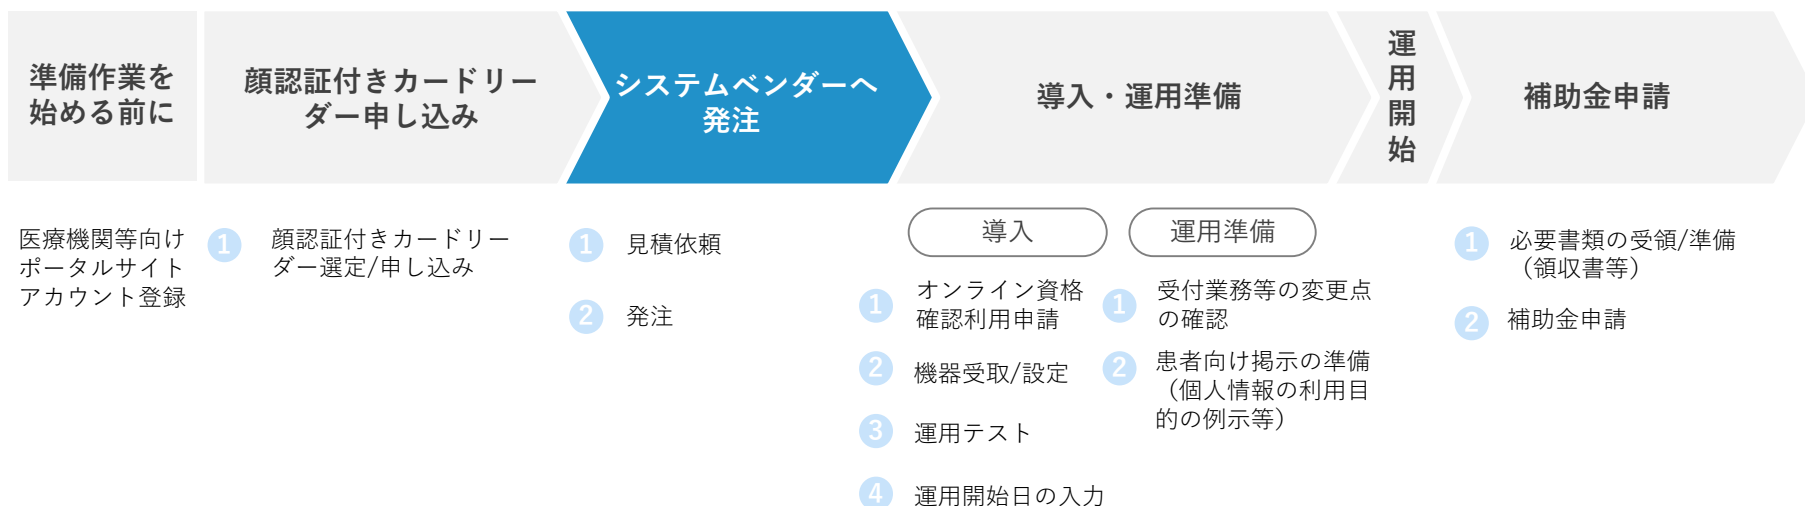 準備作業を
始める前に
顔認証付きカードリー
ダー申し込み
システムベンダーへ
発注
導入・運用準備
運用開始
補助金申請
医療機関等向け
ポータルサイト
アカウント登録
1 顔認証付きカードリー
ダー選定/申し込み
1 見積依頼
2 発注
導入
1 オンライン資格
確認利用申請
2 機器受取/設定
3 運用テスト
4 運用開始日の入力
運用準備
1 受付業務等の変更点
の確認
2 患者向け掲示の準備
（個人情報の利用目
的の例示等）
1 必要書類の受領/準備
（領収書等）
2 補助金申請